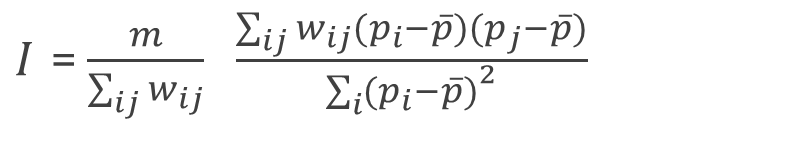 I = m / ∑ij wij ∑ij wij(pi−p̄)(pj−p̄) / ∑i(pi−p̄)²